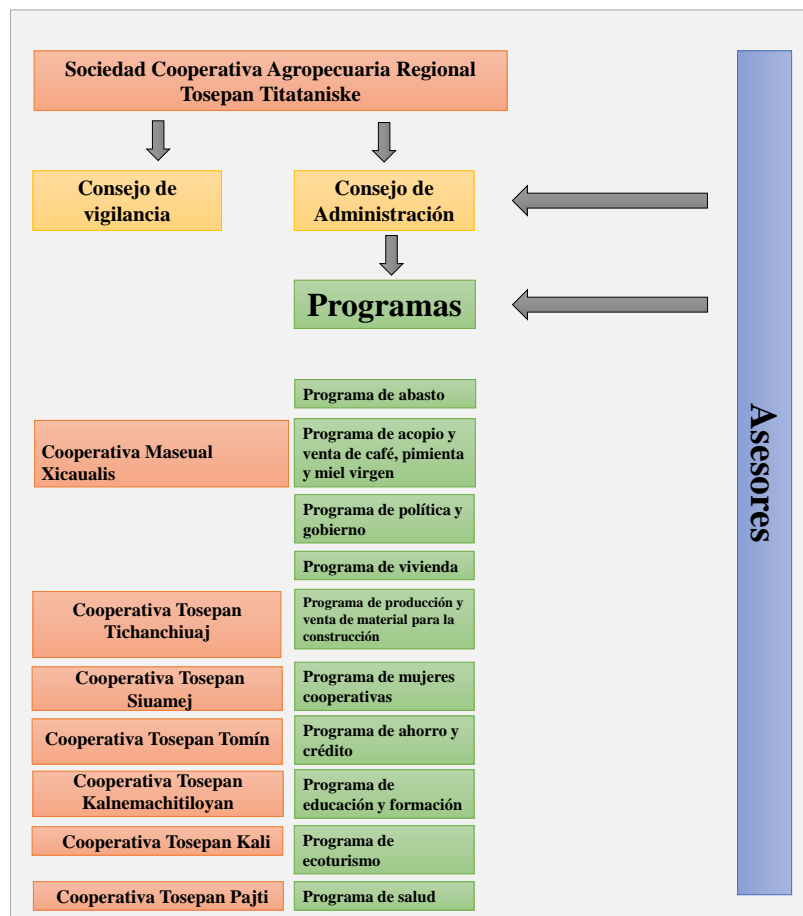 Sociedad Cooperativa Agropecuaria Regional
Tosepan Titataniske
Consejo de
vigilancia
Consejo de
Administración
Programas
Programa de abasto
Cooperativa Maseual
Xicaualis
Programa de acopio y
venta de café, pimienta
y miel virgen
Programa de política y
gobierno
Programa de vivienda
Cooperativa Tosepan
Tichanchiuaj
Programa de producción y
venta de material para la
construcción
Cooperativa Tosepan
Siuamej
Programa de mujeres
cooperativas
Cooperativa Tosepan Tomín
Programa de ahorro y
crédito
Cooperativa Tosepan
Kalnemachitiloyan
Programa de
educación y formación
Cooperativa Tosepan Kali
Programa de
ecoturismo
Cooperativa Tosepan Pajti
Programa de salud
Asesores